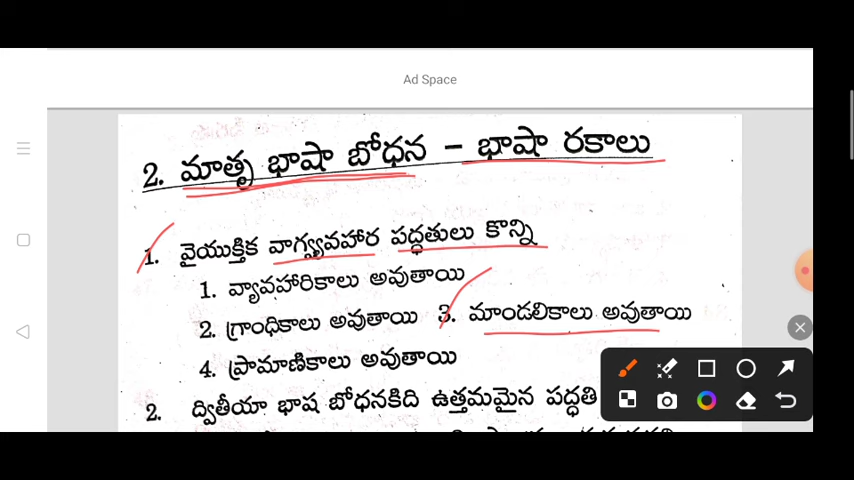 Ad Space
2. మాతృ భాషా బోధన – భాషా రకాలు
1. వైయుక్తిక వాగ్వ్యవహార పద్ధతులు కొన్ని
1. వ్యావహారికాలు అవుతాయి
2. గ్రాంధికాలు అవుతాయి 3. మాండలికాలు అవుతాయి
4. ప్రామాణికాలు అవుతాయి
2. ద్వితీయా భాష బోధనకిది ఉత్తమమైన పద్ధతి